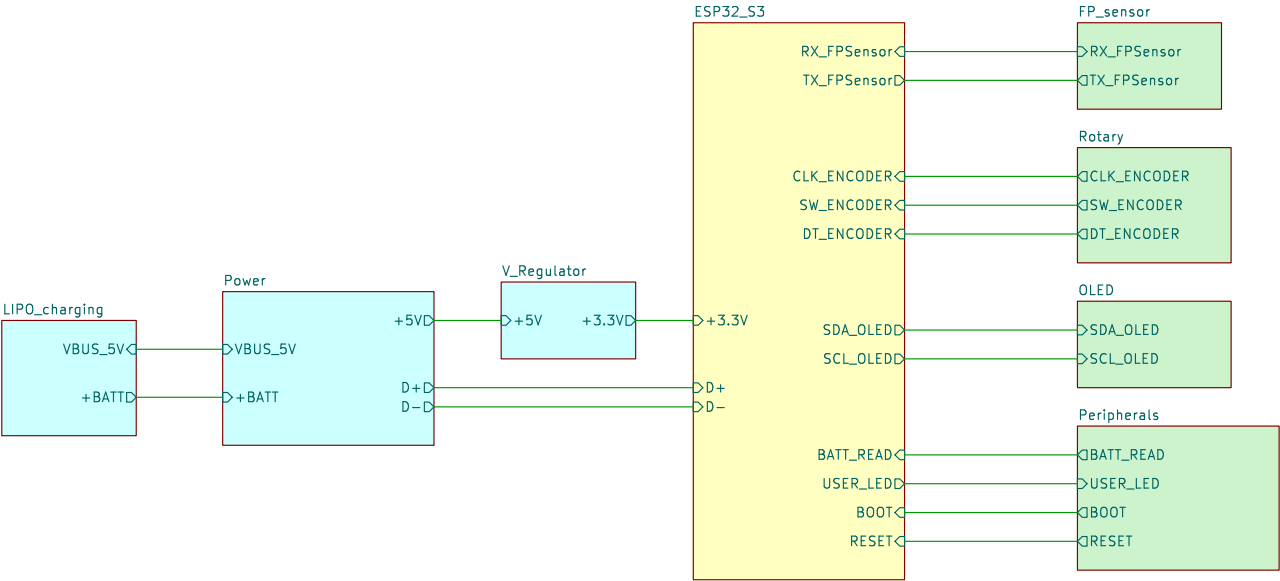 ESP32_S3
RX_FPSensor
TX_FPSensor
CLK_ENCODER
SW_ENCODER
DT_ENCODER
+3.3V
SDA_OLED
SCL_OLED
D+
D-
BATT_READ
USER_LED
BOOT
RESET
FP_sensor
RX_FPSensor
TX_FPSensor
Rotary
CLK_ENCODER
SW_ENCODER
DT_ENCODER
OLED
SDA_OLED
SCL_OLED
Peripherals
BATT_READ
USER_LED
BOOT
RESET
V_Regulator
+5V
+3.3V
Power
+5V
VBUS_5V
+BATT
D+
D-
LIPO_charging
VBUS_5V
+BATT